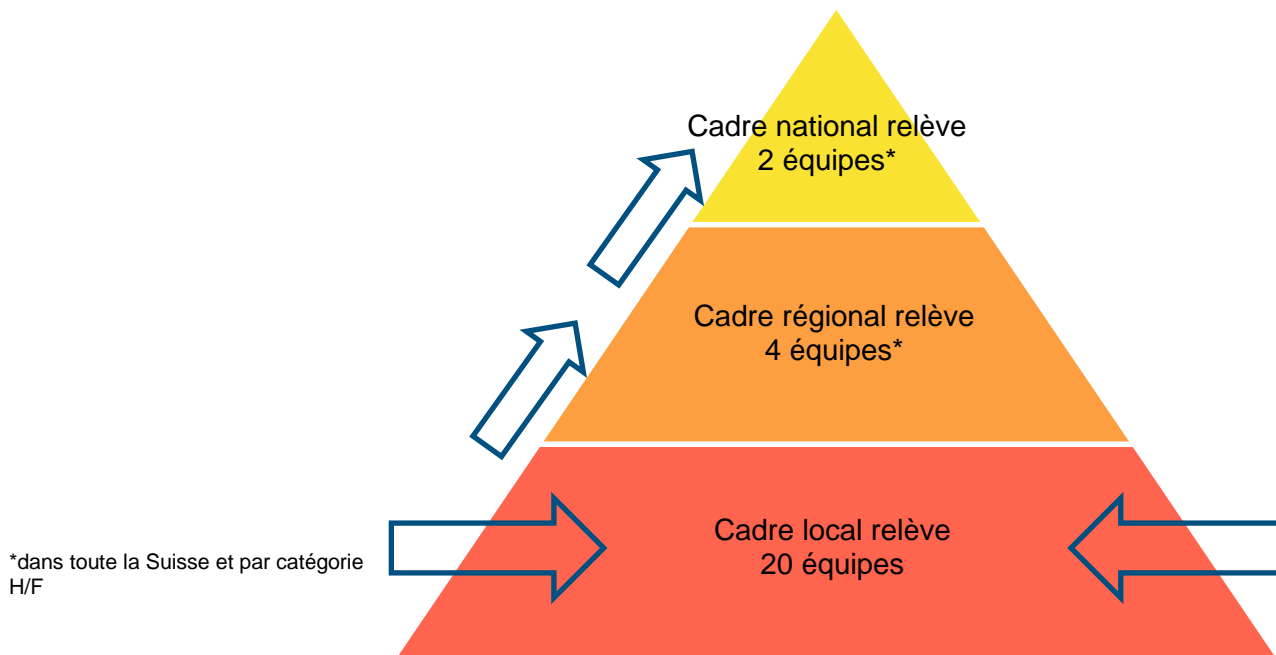 Cadre national relève
2 équipes*
Cadre régional relève
4 équipes*
Cadre local relève
20 équipes
*dans toute la Suisse et par catégorie
H/F